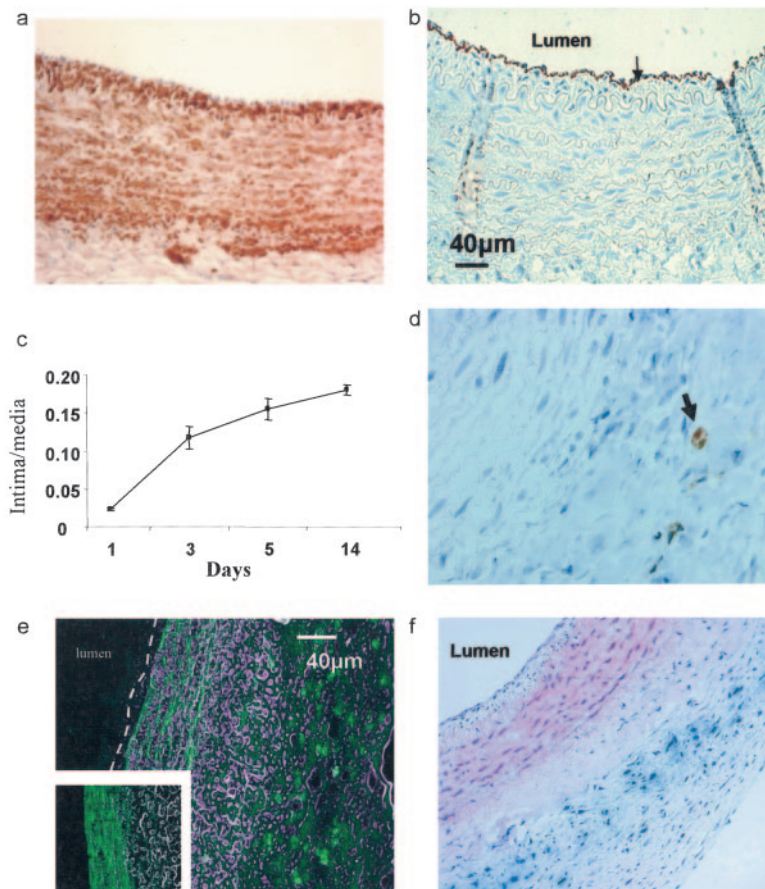 a
b
Lumen
40µm
c
0.20
0.15
0.10
0.05
0
Intima/media
1 3 5 14
Days
d
e
lumen
40µm
f
Lumen